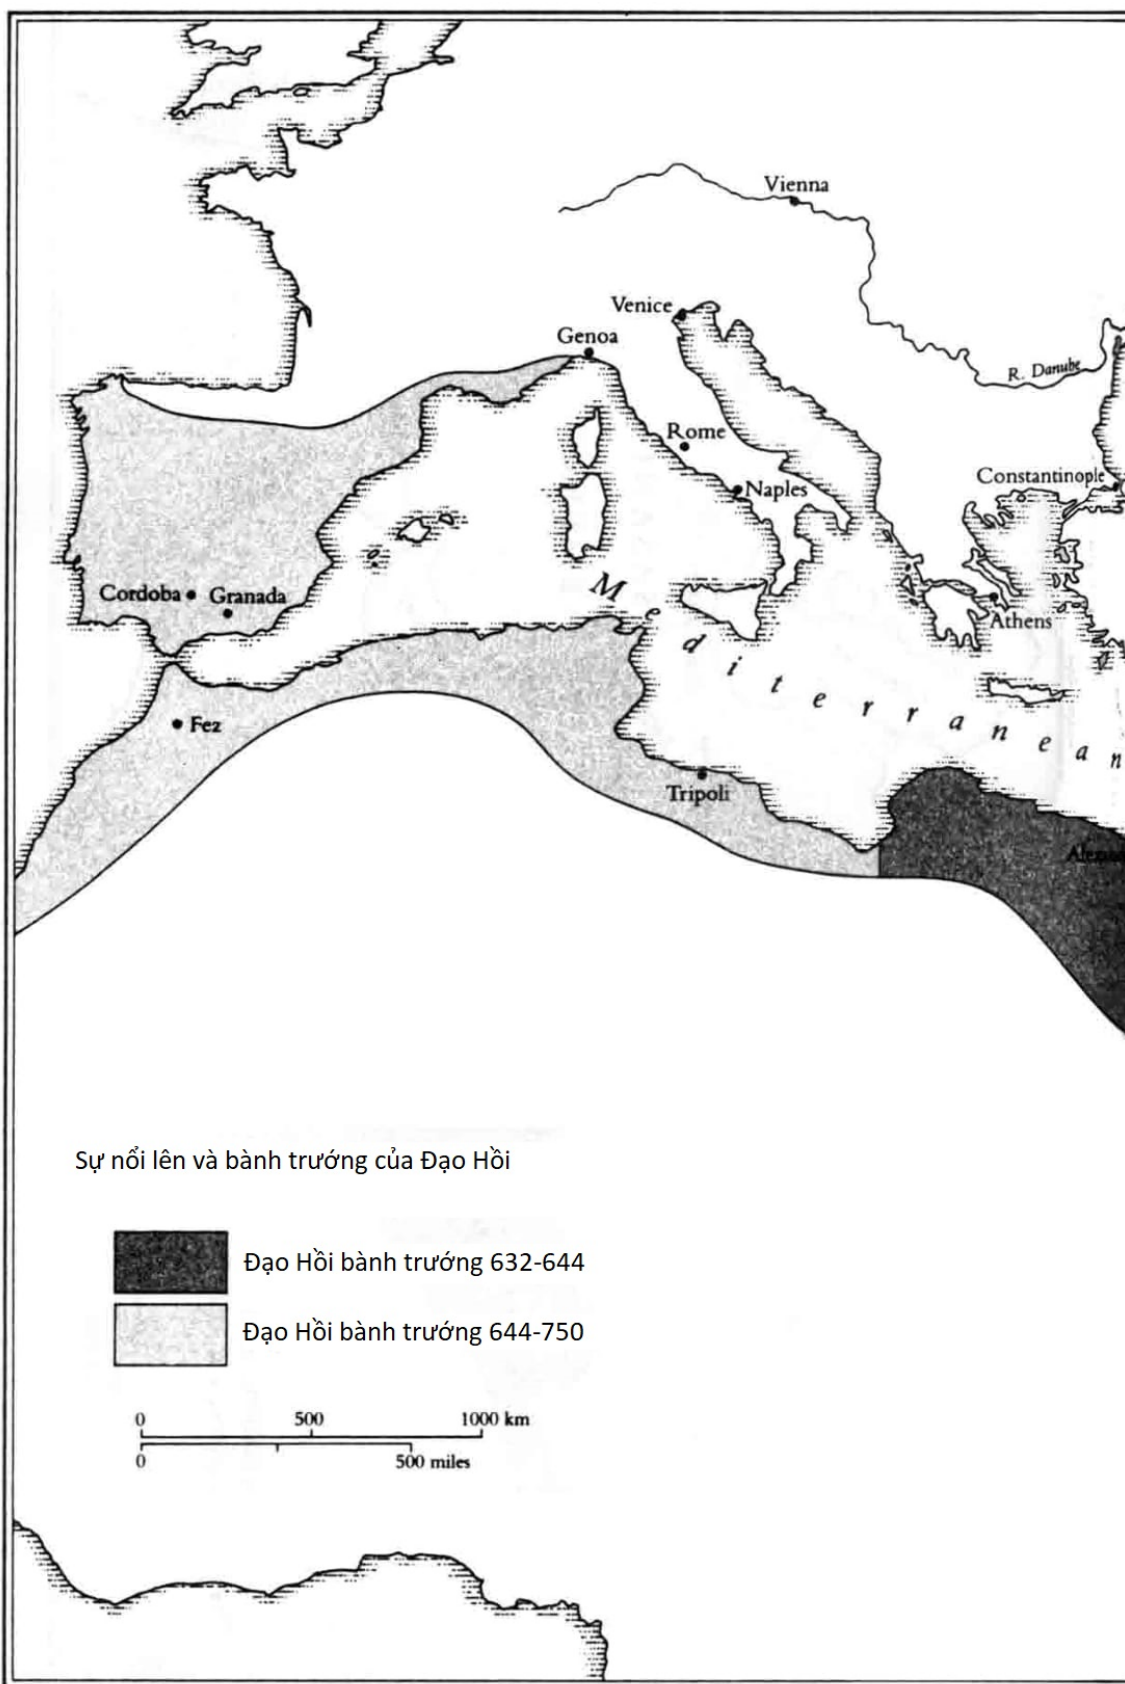 Vienna
Venice
Genoa
R. Danube
Rome
Constantinople
Naples
Cordoba
Granada
Athens
Mediterranean
Fez
Tripoli
Sự nổi lên và bành trướng của Đạo Hồi
Đạo Hồi bành trướng 632-644
Đạo Hồi bành trướng 644-750
0 500 1000 km
0 500 miles